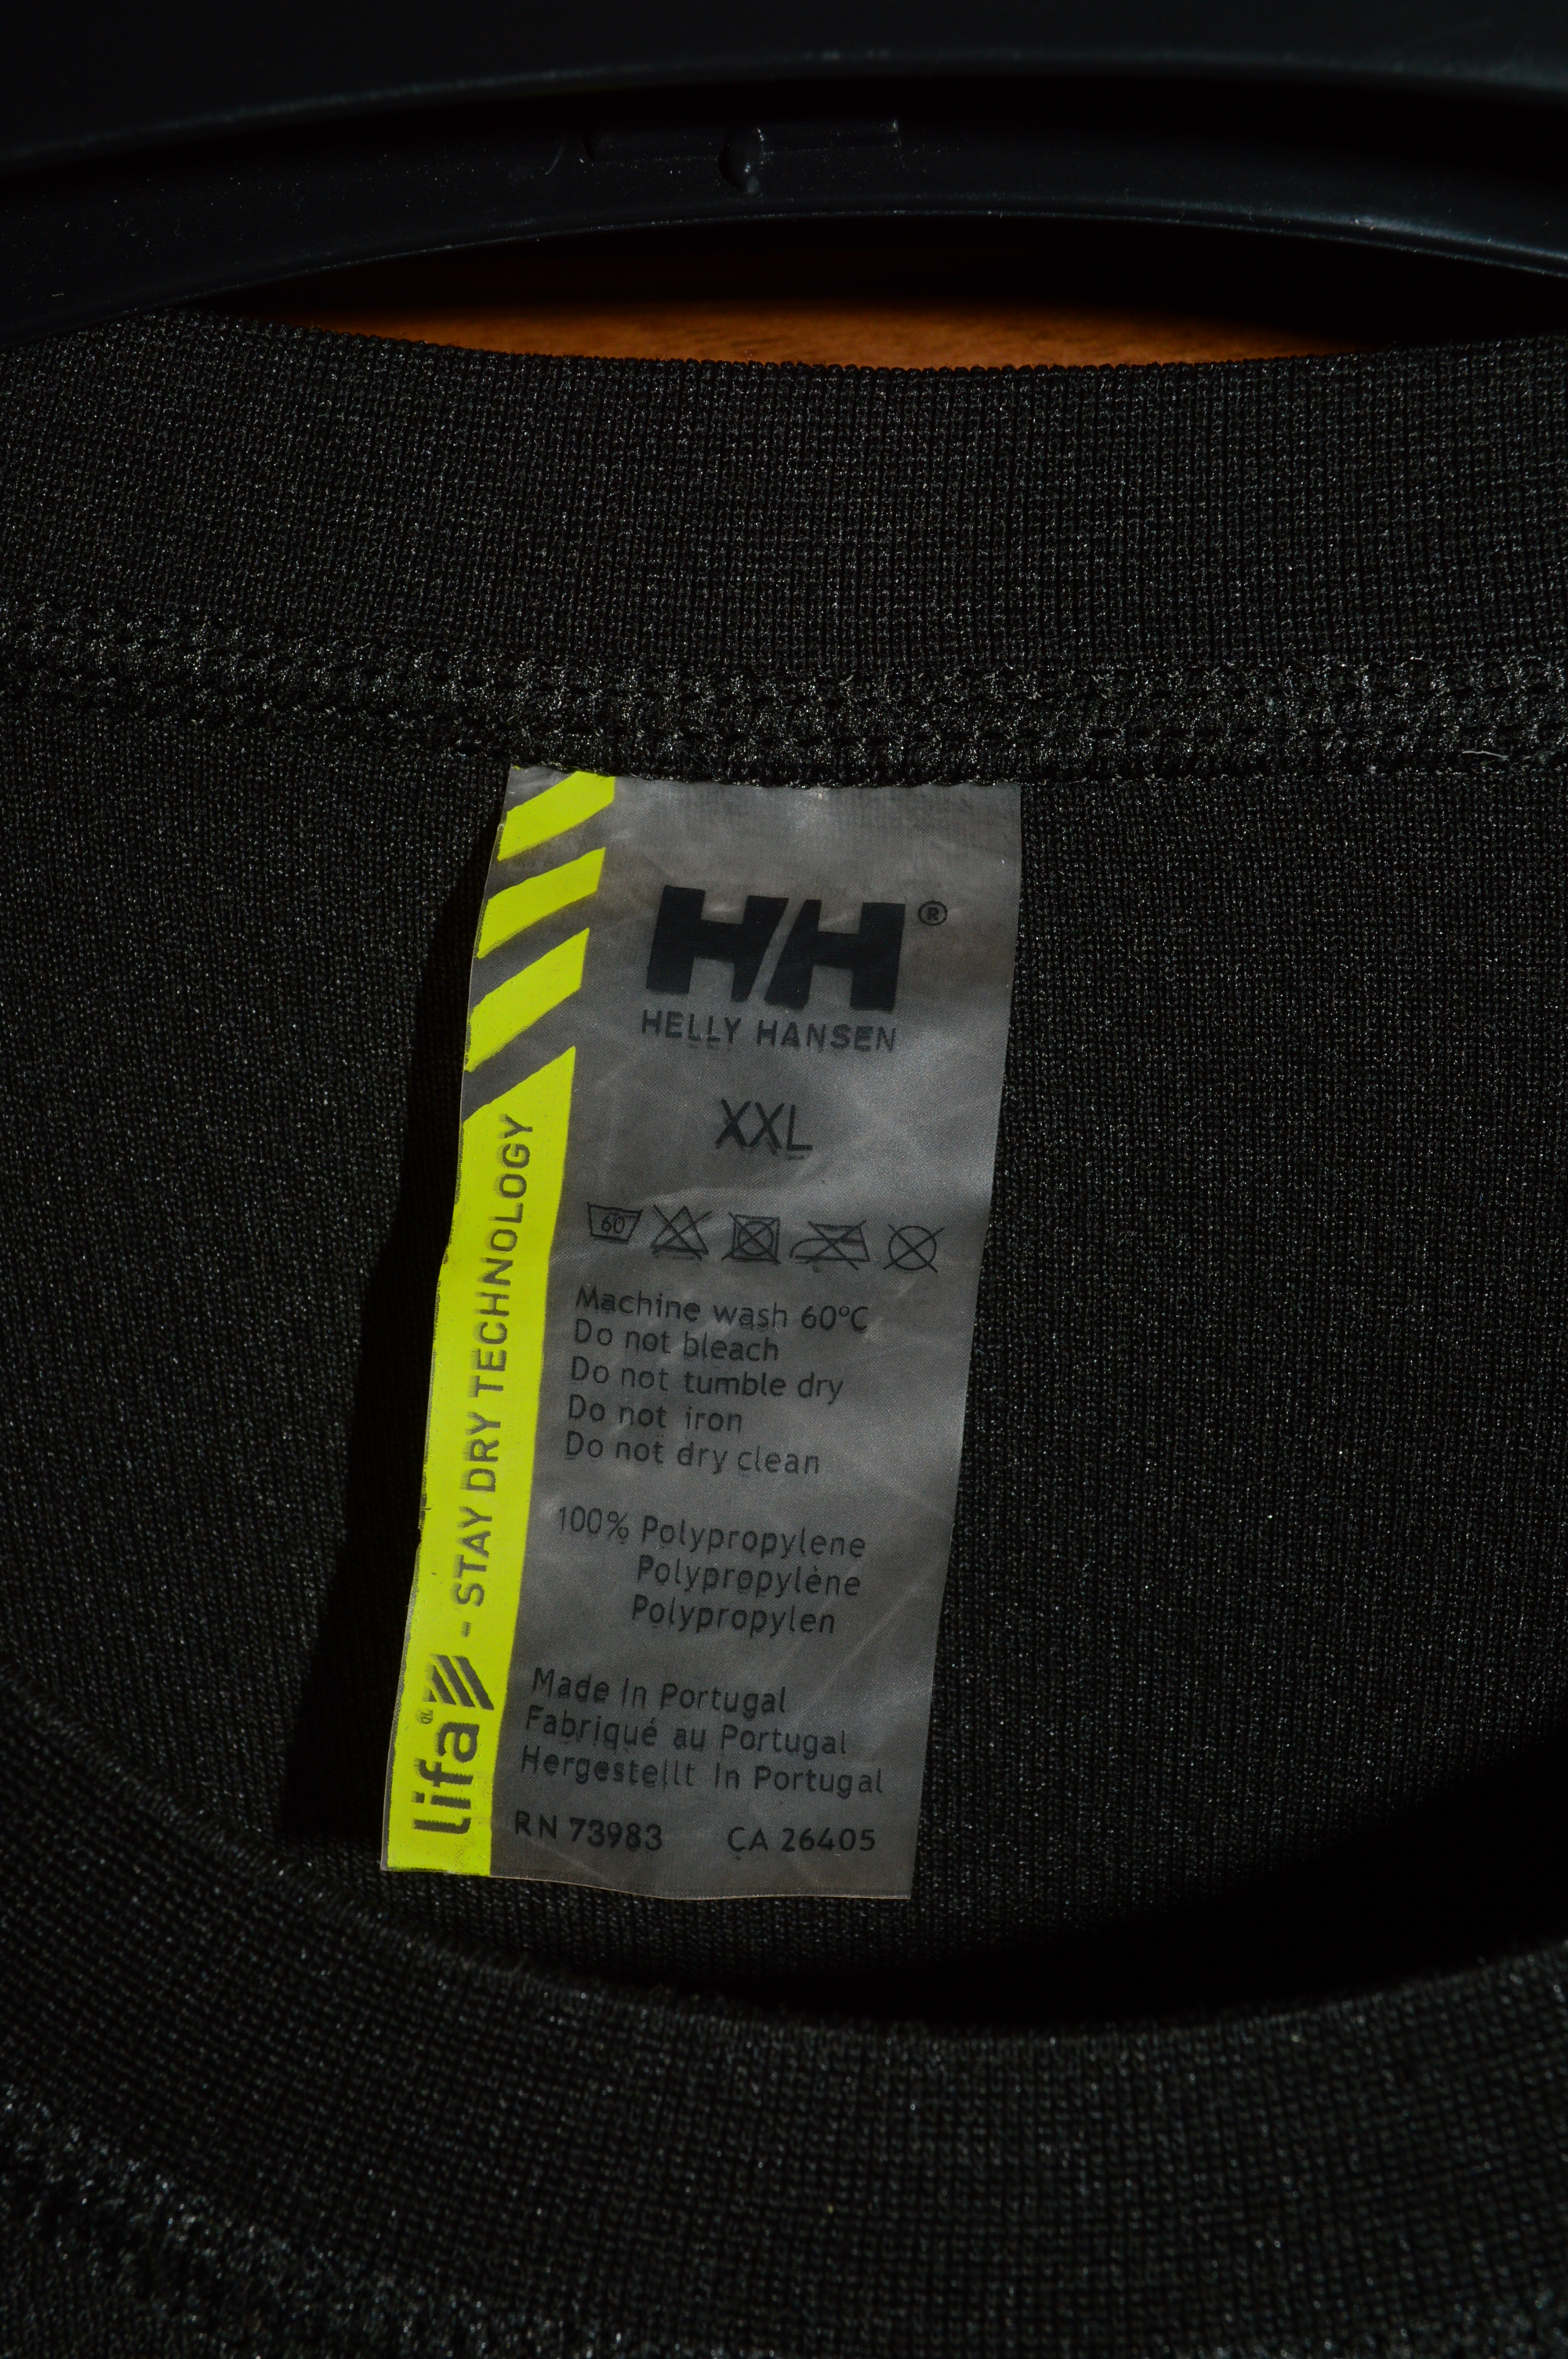 HH®
HELLY HANSEN
XXL
60
Machine wash 60°C
Do not bleach
Do not tumble dry
Do not iron
Do not dry clean
100% Polypropylene
Polypropylène
Polypropylen
Made In Portugal
Fabriqué au Portugal
Hergestellt In Portugal
RN 73983 CA 26405
lifa® - STAY DRY TECHNOLOGY